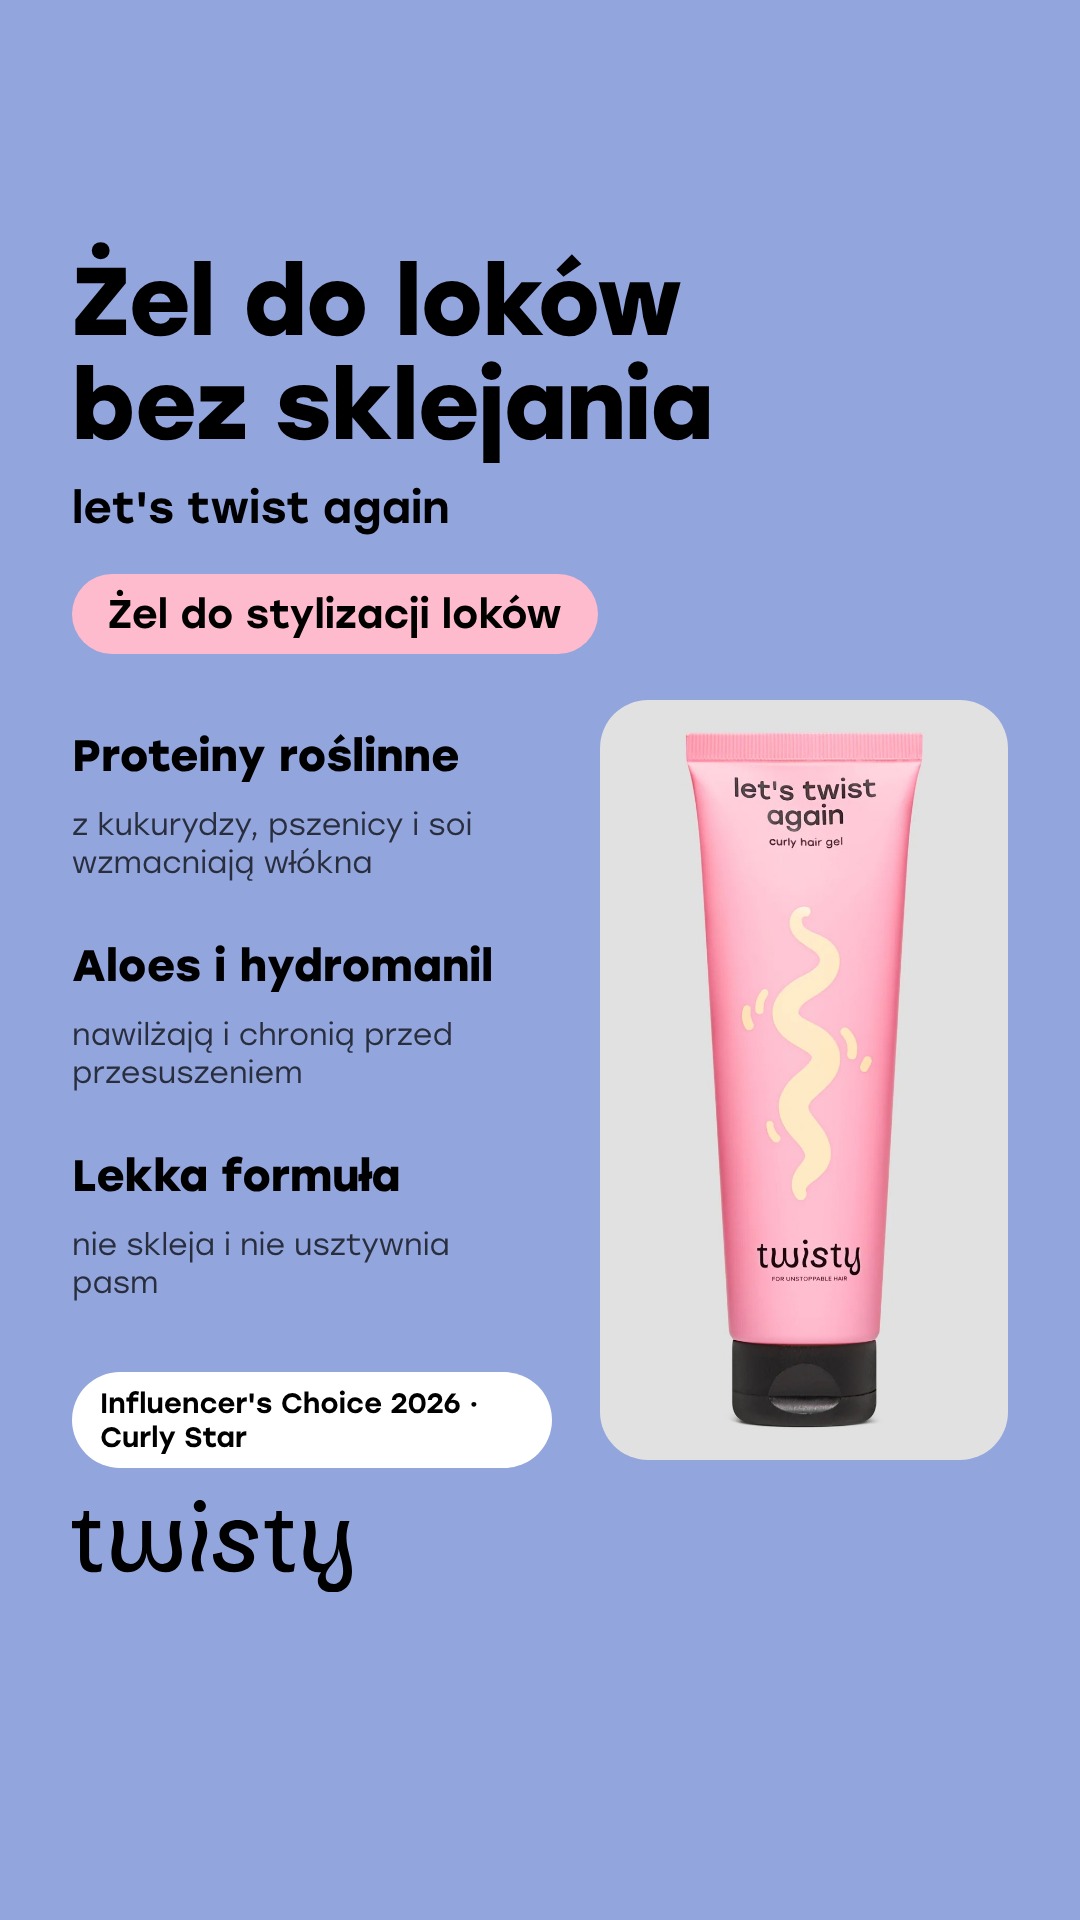 Żel do loków
bez sklejania
let's twist again
Żel do stylizacji loków
Proteiny roślinne
z kukurydzy, pszenicy i soi
wzmacniają włókna
Aloes i hydromanil
nawilżają i chronią przed
przesuszeniem
Lekka formuła
nie skleja i nie usztywnia
pasm
Influencer's Choice 2026 ·
Curly Star
twisty
let's twist
again
curly hair gel
twisty
FOR UNSTOPPABLE HAIR